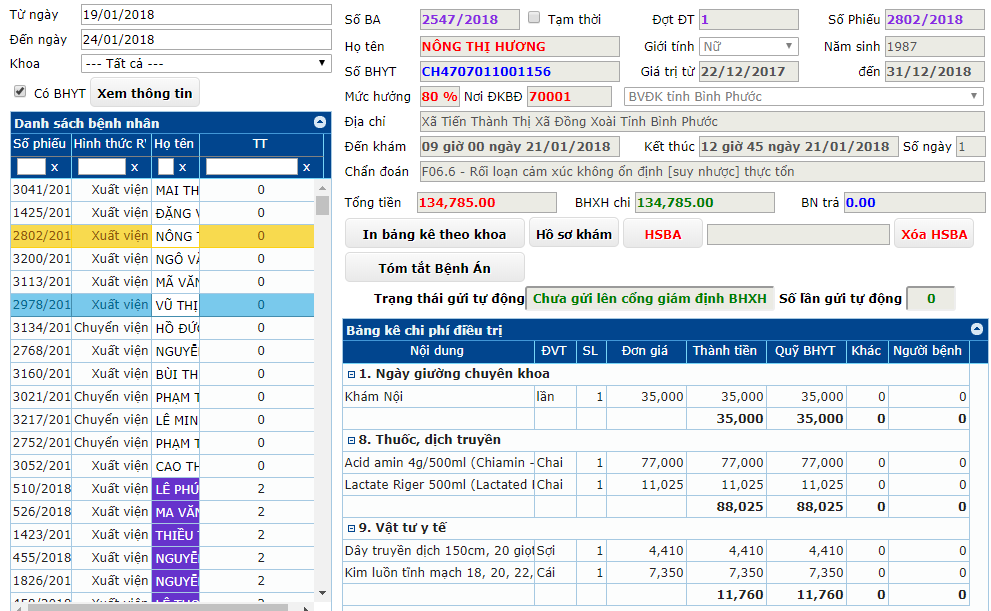 Từ ngày 19/01/2018
Đến ngày 24/01/2018
Khoa --- Tất cả ---
Có BHYT Xem thông tin
Danh sách bệnh nhân
Số phiếu Hình thức R' Họ tên TT
x x x x
3041/201 Xuất viện MAI TH 0
1425/201 Xuất viện ĐẶNG V 0
2802/201 Xuất viện NÔNG T 0
3200/201 Xuất viện NGÔ VĂ 0
3113/201 Xuất viện MÃ VĂN 0
2978/201 Xuất viện VŨ THỊ 0
3134/201 Chuyển viện HỒ ĐỨC 0
2768/201 Xuất viện NGUYỄ 0
3160/201 Xuất viện BÙI TH 0
3021/201 Chuyển viện PHẠM T 0
3217/201 Chuyển viện LÊ MIN 0
2752/201 Chuyển viện PHẠM T 0
3052/201 Xuất viện CAO TH 0
510/2018 Xuất viện LÊ PHÚ 2
526/2018 Xuất viện MA VĂN 2
1423/201 Xuất viện THIỀU T 2
455/2018 Xuất viện NGUYỄ 2
1826/201 Xuất viện NGUYỄ 2
Số BA 2547/2018 Tạm thời Đợt ĐT 1 Số Phiếu 2802/2018
Họ tên NÔNG THỊ HƯƠNG Giới tính Nữ Năm sinh 1987
Số BHYT CH4707011001156 Giá trị từ 22/12/2017 đến 31/12/2018
Mức hưởng 80 % Nơi ĐKBĐ 70001 BVĐK tỉnh Bình Phước
Địa chỉ Xã Tiến Thành Thị Xã Đồng Xoài Tỉnh Bình Phước
Đến khám 09 giờ 00 ngày 21/01/2018 Kết thúc 12 giờ 45 ngày 21/01/2018 Số ngày 1
Chẩn đoán F06.6 - Rối loạn cảm xúc không ổn định [suy nhược] thực tổn
Tổng tiền 134,785.00 BHXH chi 134,785.00 BN trả 0.00
In bảng kê theo khoa Hồ sơ khám HSBA Xóa HSBA
Tóm tắt Bệnh Án
Trạng thái gửi tự động Chưa gửi lên cổng giám định BHXH Số lần gửi tự động 0
Bảng kê chi phí điều trị
Nội dung ĐVT SL Đơn giá Thành tiền Quỹ BHYT Khác Người bệnh
1. Ngày giường chuyên khoa
Khám Nội lần 1 35,000 35,000 35,000 0 0
35,000 35,000 0 0
8. Thuốc, dịch truyền
Acid amin 4g/500ml (Chiamin - Chai 1 77,000 77,000 77,000 0 0
Lactate Riger 500ml (Lactated Chai 1 11,025 11,025 11,025 0 0
88,025 88,025 0 0
9. Vật tư y tế
Dây truyền dịch 150cm, 20 giọt Sợi 1 4,410 4,410 4,410 0 0
Kim luồn tĩnh mạch 18, 20, 22, Cái 1 7,350 7,350 7,350 0 0
11,760 11,760 0 0